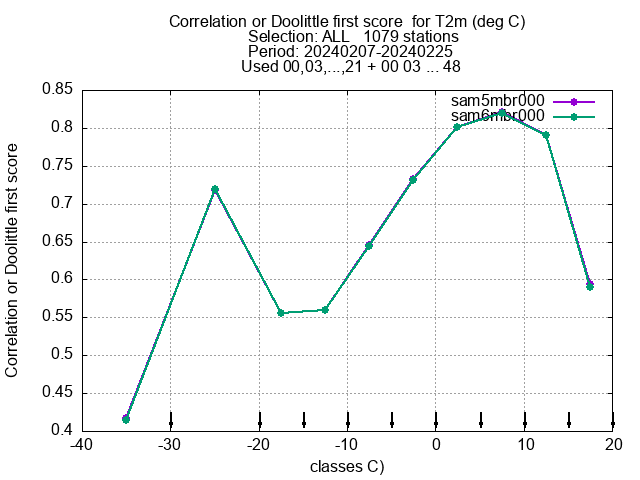 Correlation or Doolittle first score  for T2m (deg C)
Selection: ALL   1079 stations
Period: 20240207-20240225
Used 00,03,...,21 + 00 03 ... 48
sam5mbr000
sam6mbr000
Correlation or Doolittle first score
0.85
0.8
0.75
0.7
0.65
0.6
0.55
0.5
0.45
0.4
-40 -30 -20 -10 0 10 20
classes C)